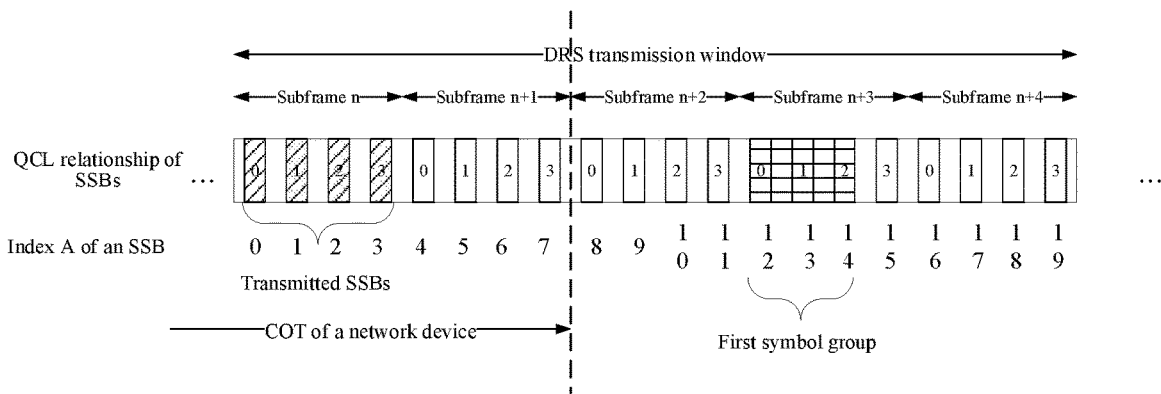 DRS transmission window
Subframe n Subframe n+1 Subframe n+2 Subframe n+3 Subframe n+4
QCL relationship of
SSBs
... 0 1 2 3 0 1 2 3 0 1 2 3 0 1 2 3 0 1 2 3 ...
Index A of an SSB 0 1 2 3 4 5 6 7 8 9 10 11 12 13 14 15 16 17 18 19
Transmitted SSBs
COT of a network device
First symbol group